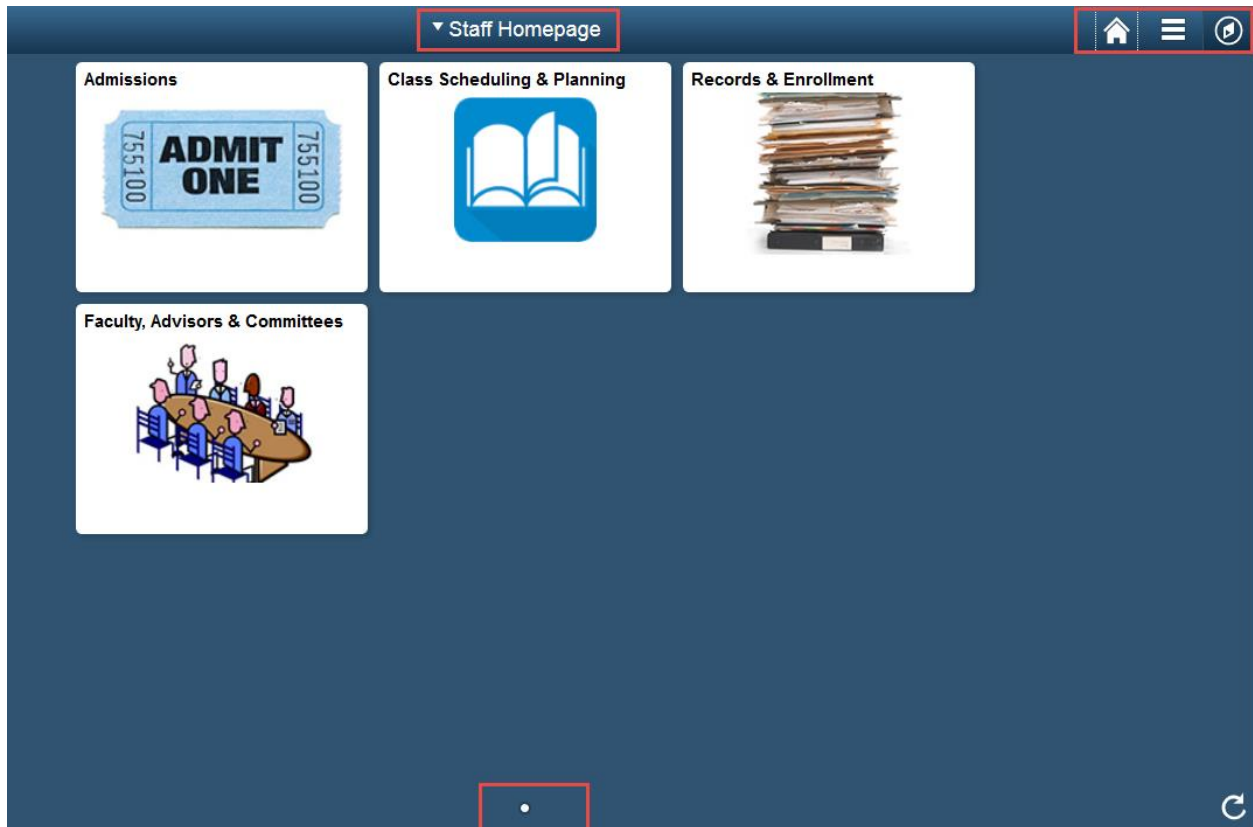 Staff Homepage
Admissions
Class Scheduling & Planning
Records & Enrollment
755100
ADMIT
ONE
755100
Faculty, Advisors & Committees